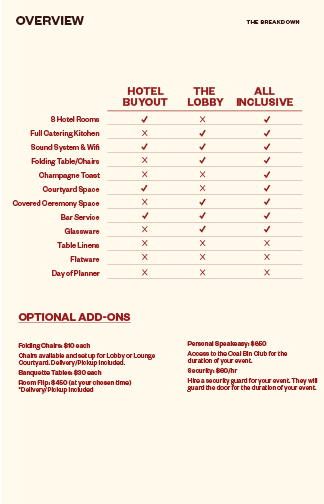 OVERVIEW
THE BREAKDOWN
HOTEL BUYOUT
THE LOBBY
ALL INCLUSIVE
8 Hotel Rooms ✓ X ✓
Full Catering Kitchen X ✓ ✓
Sound System & Wifi ✓ ✓ ✓
Folding Table/Chairs X ✓ ✓
Champagne Toast X X ✓
Courtyard Space ✓ X ✓
Covered Ceremony Space X ✓ ✓
Bar Service ✓ ✓ ✓
Glassware X ✓ ✓
Table Linens X X X
Flatware X X X
Day of Planner X X X
OPTIONAL ADD-ONS
Folding Chairs: $10 each
Chairs available and set up for Lobby or Lounge
Courtyard. Delivery/Pickup Included.
Banquette Tables: $30 each
Room Flip: $450 (at your chosen time)
*Delivery/Pickup Included
Personal Speakeasy: $650
Access to the Coal Bin Club for the
duration of your event.
Security: $60/hr
Hire a security guard for your event. They will
guard the door for the duration of your event.